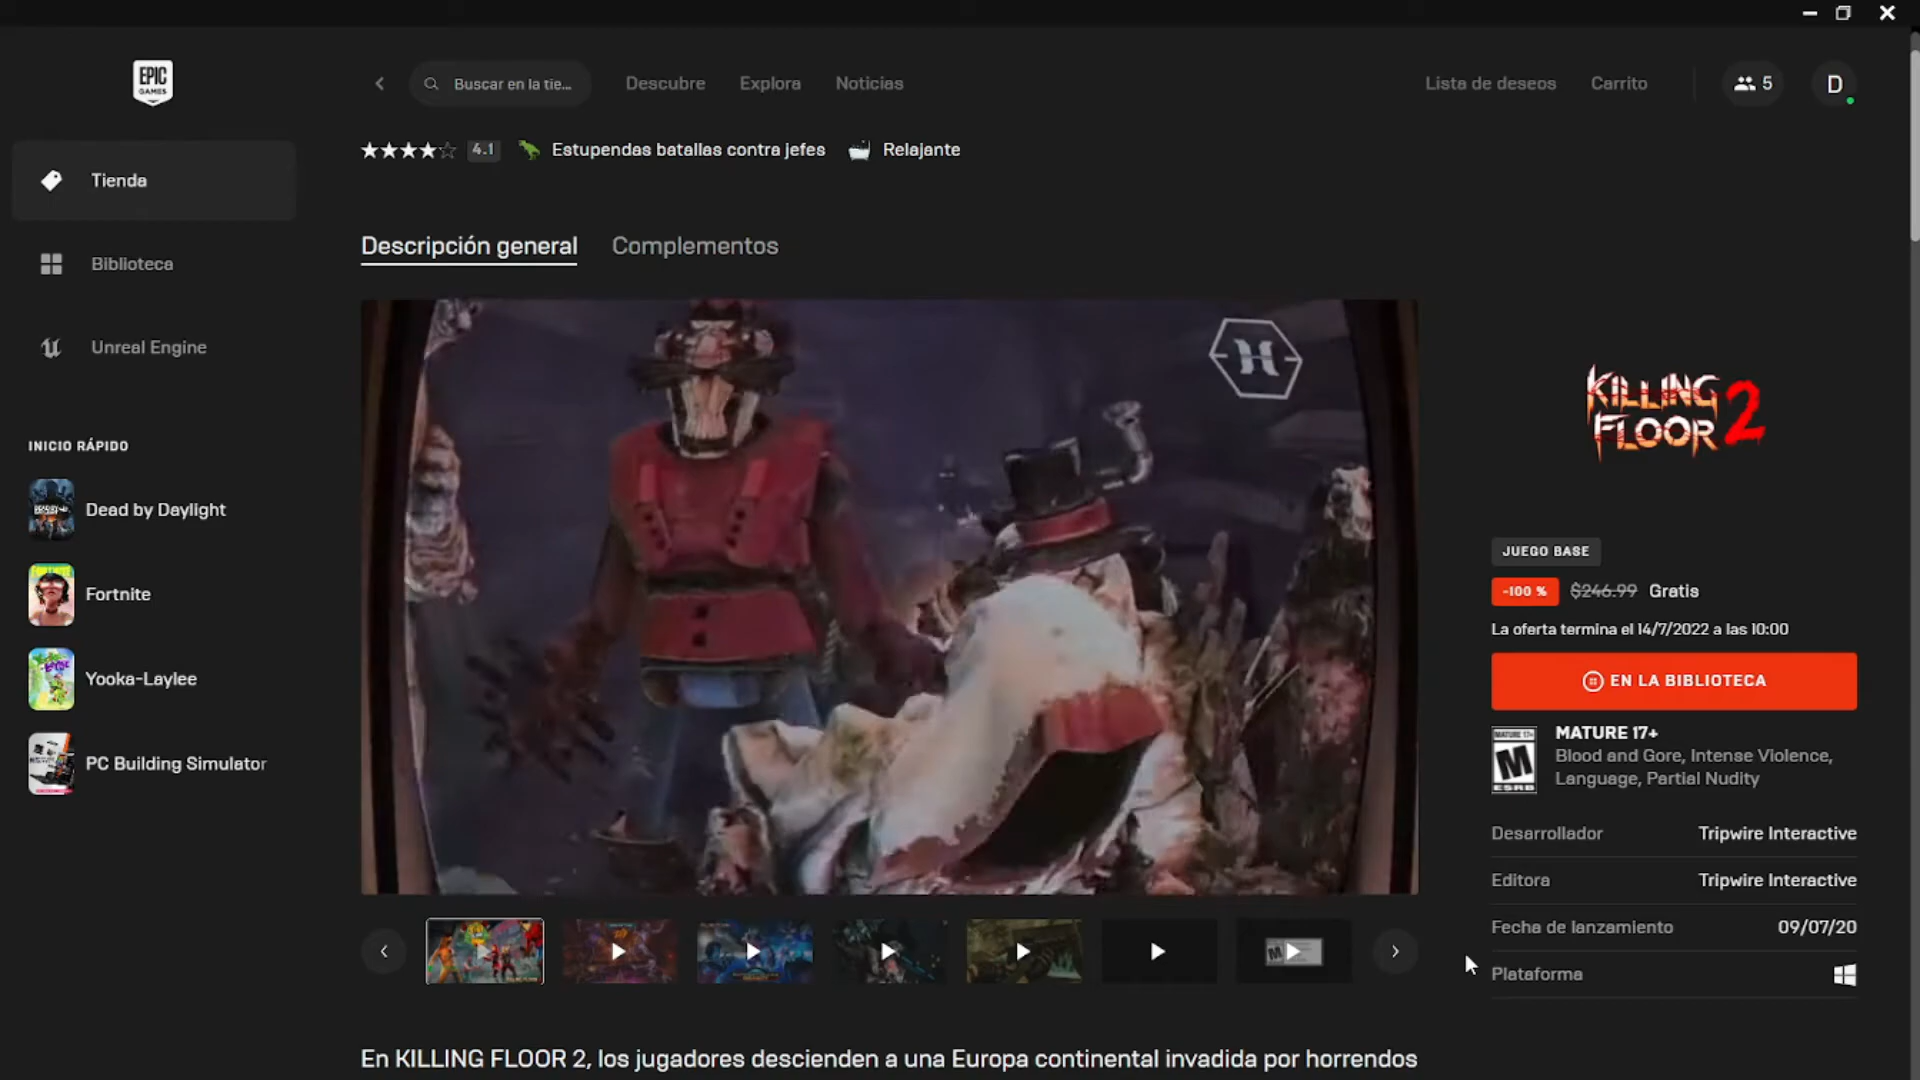 EPIC
GAMES
Buscar en la tie...
Descubre
Explora
Noticias
Lista de deseos
Carrito
5
D
4.1
Estupendas batallas contra jefes
Relajante
Tienda
Biblioteca
Unreal Engine
INICIO RÁPIDO
Dead by Daylight
Fortnite
Yooka-Laylee
PC Building Simulator
Descripción general
Complementos
H
KILLING
FLOOR 2
JUEGO BASE
-100 % $246.99 Gratis
La oferta termina el 14/7/2022 a las 10:00
EN LA BIBLIOTECA
MATURE 17+
M
ESRB
MATURE 17+
Blood and Gore, Intense Violence,
Language, Partial Nudity
Desarrollador Tripwire Interactive
Editora Tripwire Interactive
Fecha de lanzamiento 09/07/20
Plataforma
En KILLING FLOOR 2, los jugadores descienden a una Europa continental invadida por horrendos